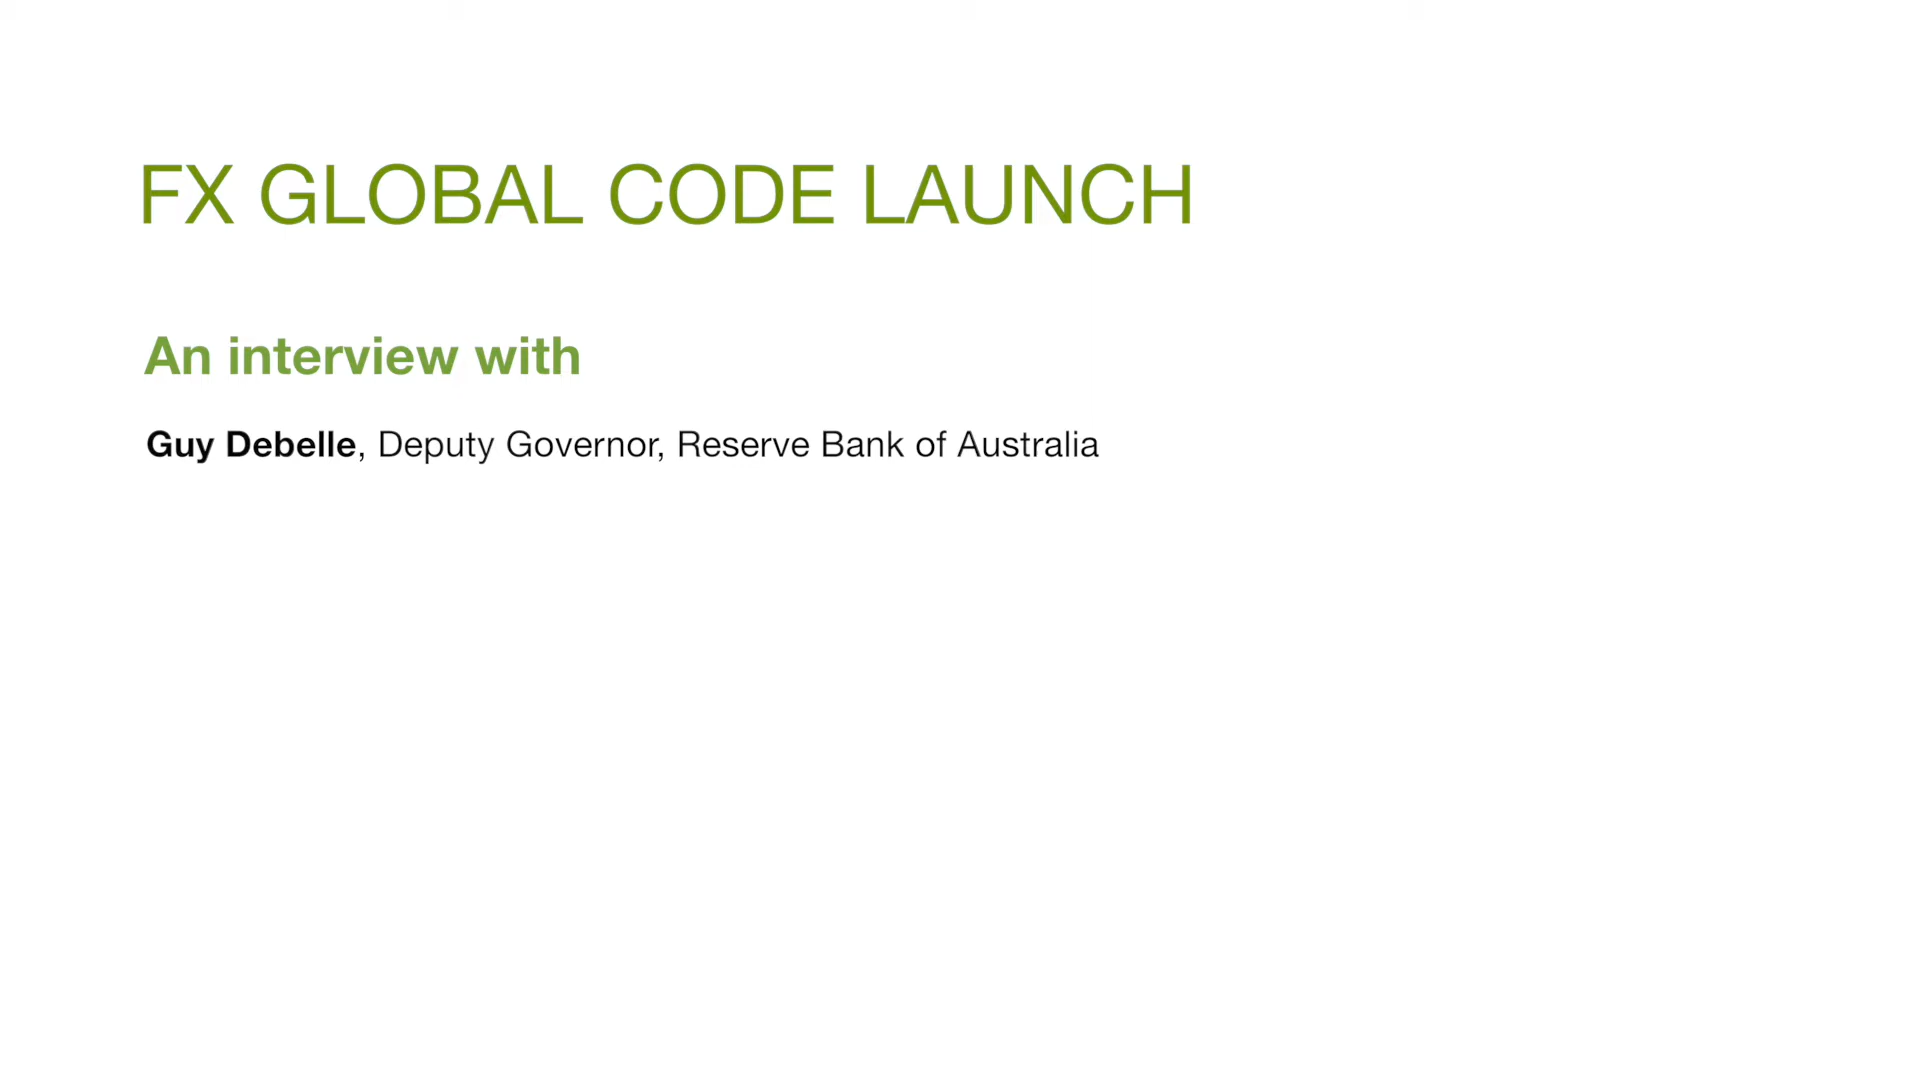 FX GLOBAL CODE LAUNCH
An interview with
Guy Debelle, Deputy Governor, Reserve Bank of Australia